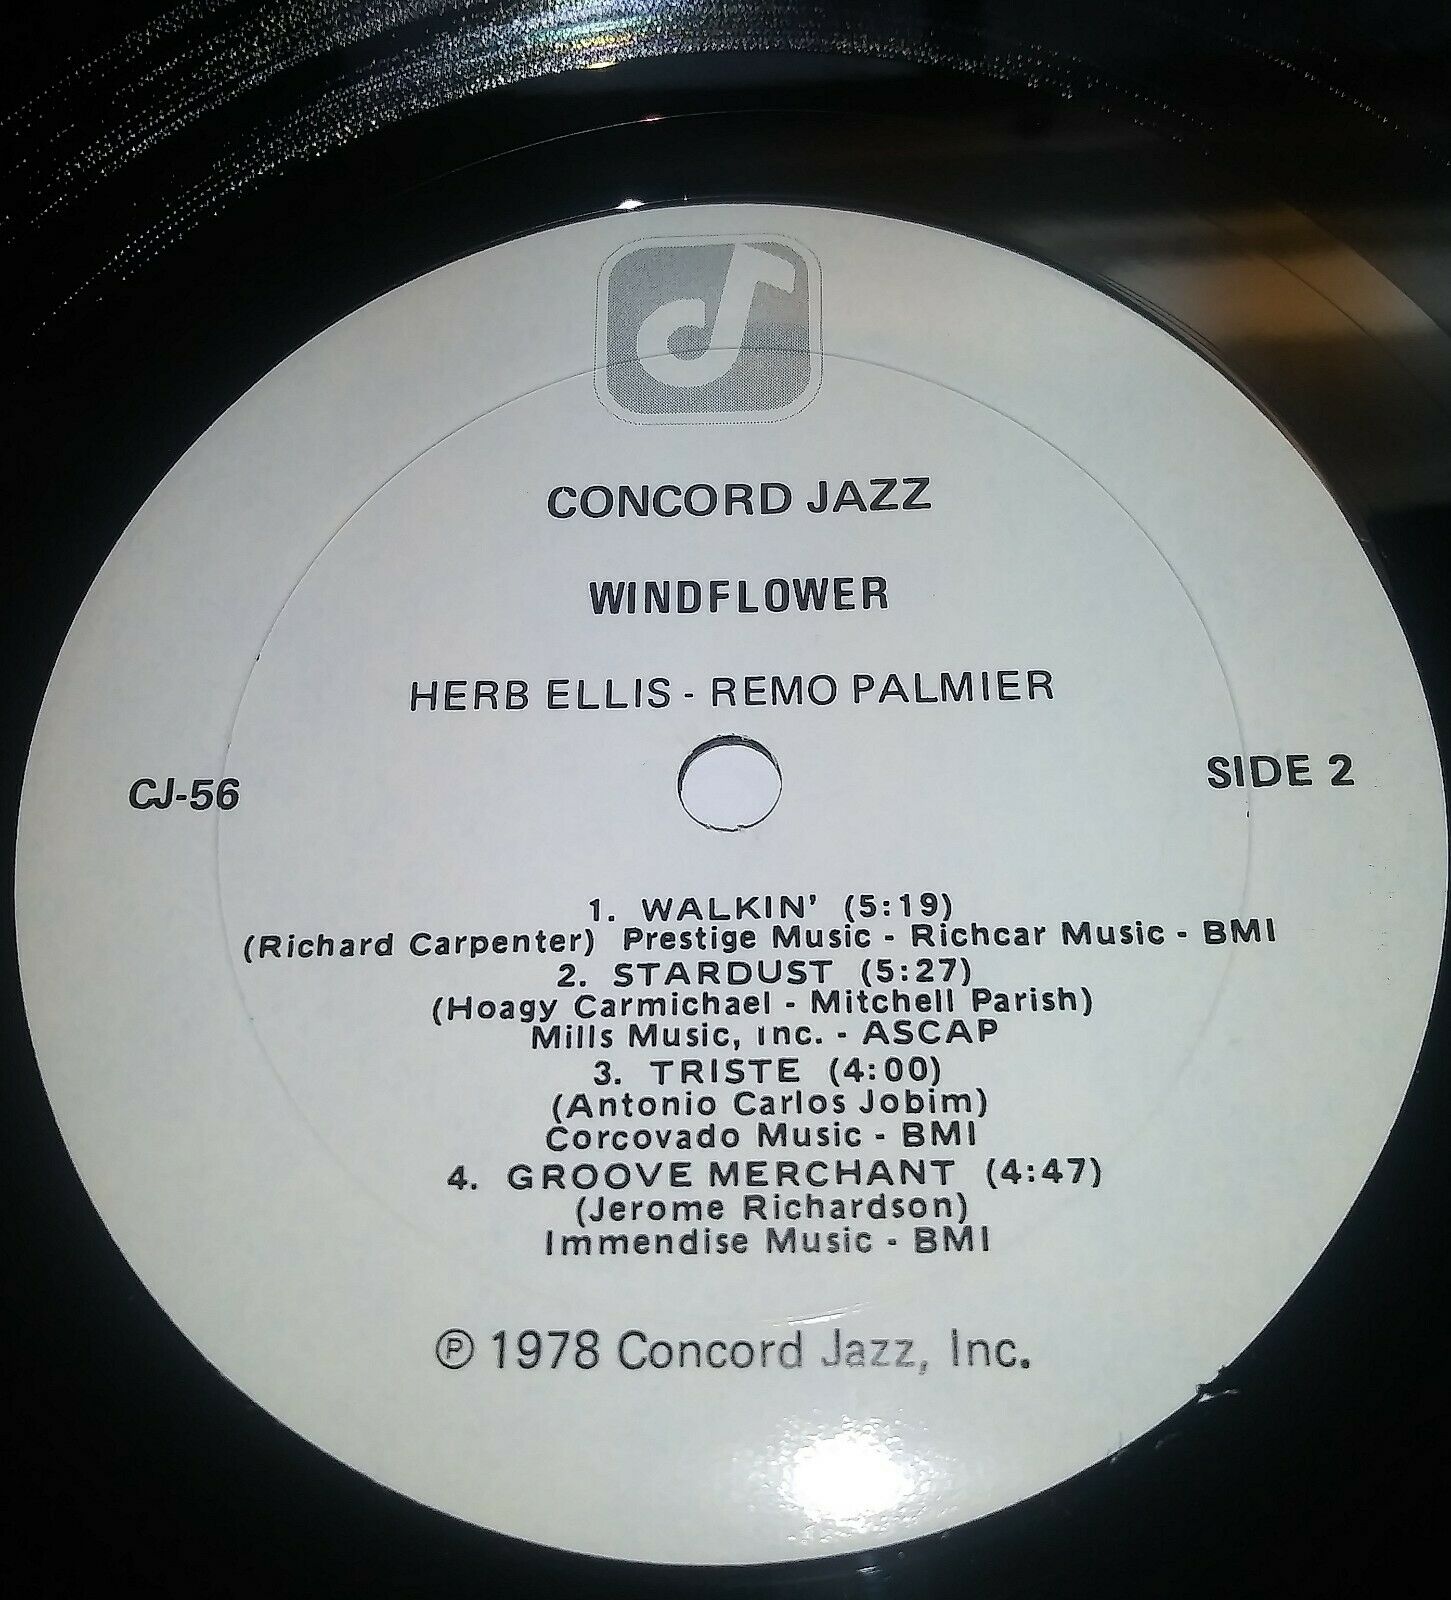 CONCORD JAZZ
WINDFLOWER
HERB ELLIS - REMO PALMIER
CJ-56
SIDE 2
1. WALKIN' (5:19)
(Richard Carpenter) Prestige Music - Richcar Music - BMI
2. STARDUST (5:27)
(Hoagy Carmichael - Mitchell Parish)
Mills Music, Inc. - ASCAP
3. TRISTE (4:00)
(Antonio Carlos Jobim)
Corcovado Music - BMI
4. GROOVE MERCHANT (4:47)
(Jerome Richardson)
Immendise Music - BMI
℗ 1978 Concord Jazz, Inc.